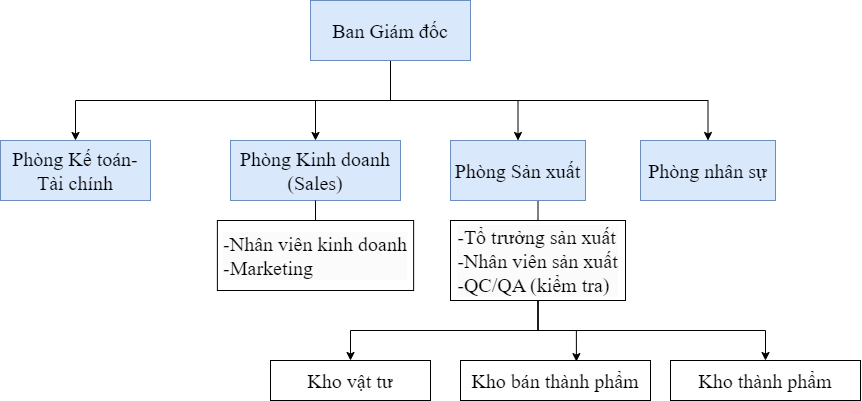 Ban Giám đốc
Phòng Kế toán-
Tài chính
Phòng Kinh doanh
(Sales)
Phòng Sản xuất
Phòng nhân sự
-Nhân viên kinh doanh
-Marketing
-Tổ trưởng sản xuất
-Nhân viên sản xuất
-QC/QA (kiểm tra)
Kho vật tư
Kho bán thành phẩm
Kho thành phẩm